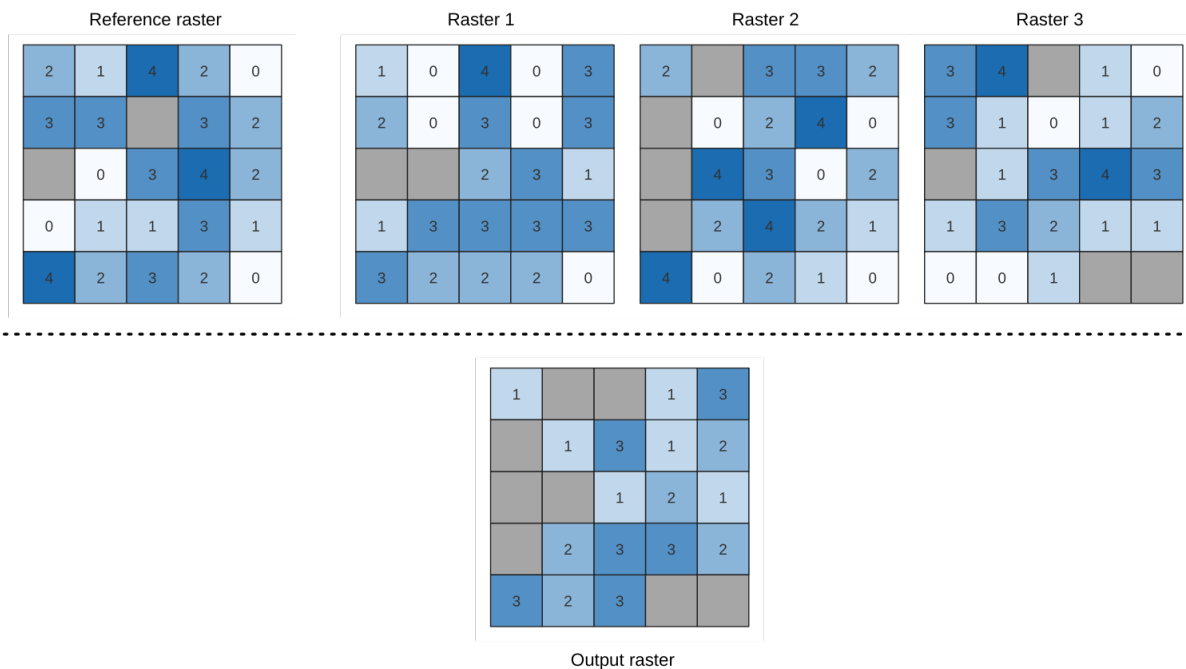 Reference raster Raster 1 Raster 2 Raster 3
2 1 4 2 0 1 0 4 0 3 2 3 3 2 3 4 1 0
3 3 3 2 2 0 3 0 3 0 2 4 0 3 1 0 1 2
0 3 4 2 2 3 1 4 3 0 2 1 3 4 3
0 1 1 3 1 1 3 3 3 3 2 4 2 1 1 3 2 1 1
4 2 3 2 0 3 2 2 2 0 4 0 2 1 0 0 0 1
1 1 3
1 3 1 2
1 2 1
2 3 3 2
3 2 3
Output raster